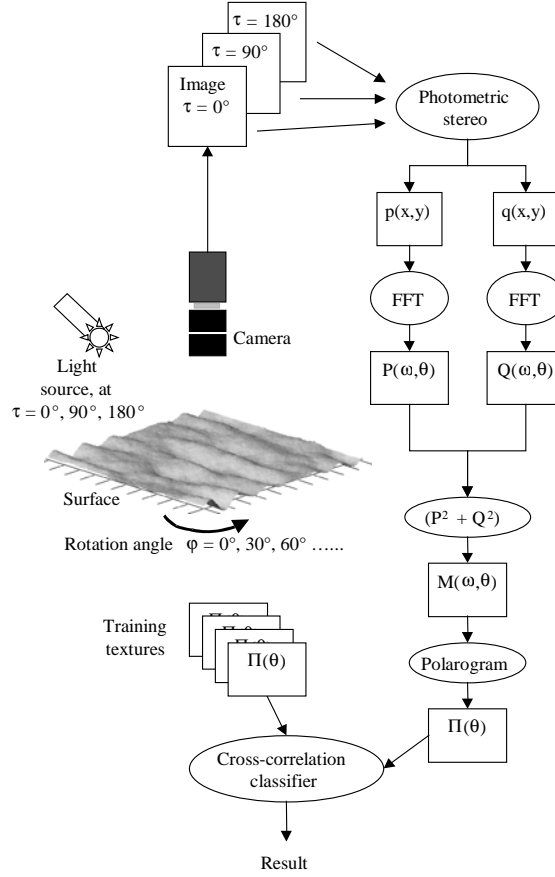 τ = 180°
τ = 90°
Image
τ = 0°
Photometric
stereo
p(x,y)
q(x,y)
FFT
FFT
P(ω,θ)
Q(ω,θ)
Camera
Light
source, at
τ = 0°, 90°, 180°
Surface
Rotation angle φ = 0°, 30°, 60° …...
(P² + Q²)
M(ω,θ)
Polarogram
Π(θ)
Training
textures
Π(θ)
Π(θ)
Π(θ)
Π(θ)
Cross-correlation
classifier
Result